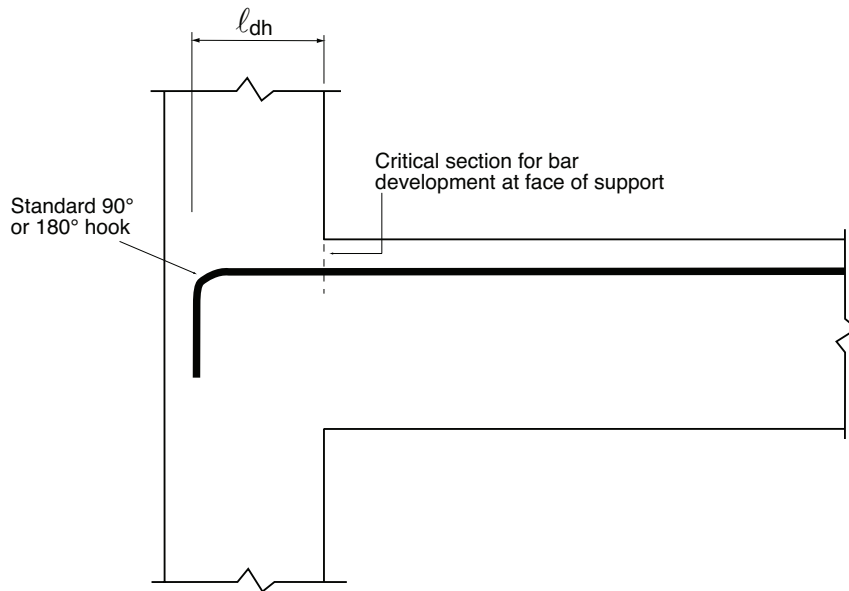 ℓdh
Critical section for bar
development at face of support
Standard 90°
or 180° hook